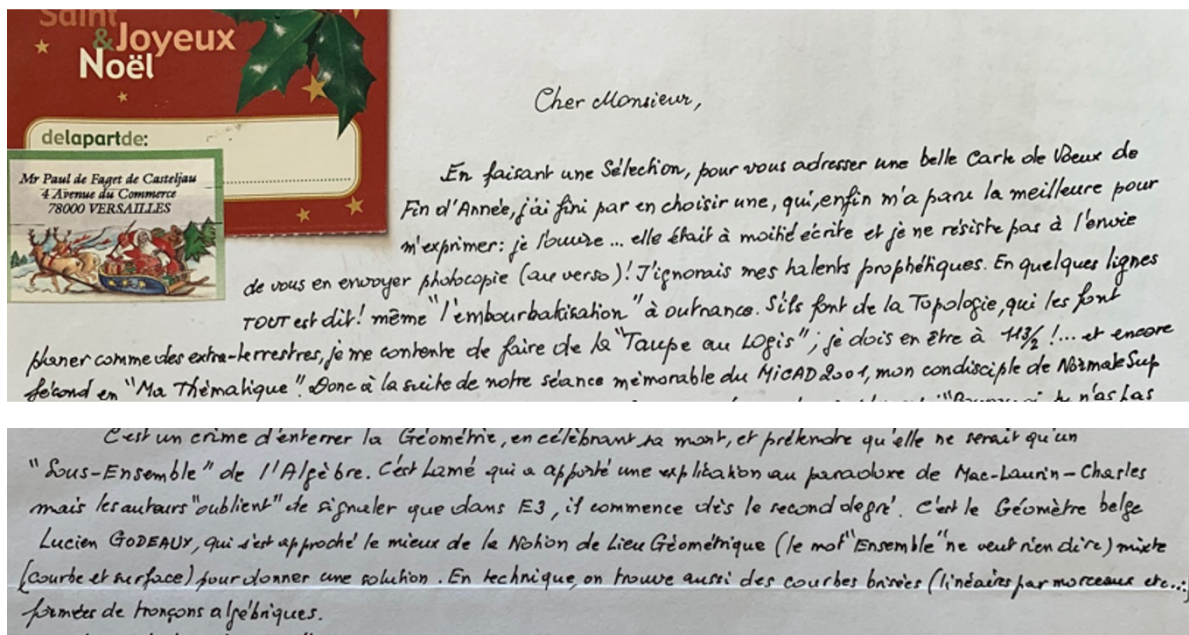 Saint
& Joyeux
Noël
delapartde:
Mr Paul de Faget de Casteljau
4 Avenue du Commerce
78000 VERSAILLES
Cher Monsieur,
En faisant une Sélection, pour vous adresser une belle Carte de Voeux de
Fin d'Année, j'ai fini par en choisir une, qui, enfin m'a paru la meilleure pour
m'exprimer: je l'ouvre... elle était à moitié écrite et je ne résiste pas à l'envie
de vous en envoyer photocopie (au verso)! J'ignorais mes talents prophétiques. En quelques lignes
TOUT est dit! même "l'embourbakisation" à outrance. S'ils font de la Topologie, qui les font
planer comme des extra-terrestres, je me contente de faire de la "Taupe au Logis"; je dois en être à 113/2!... et encore
fécond en "Ma Thématique". Donc à la suite de notre séance mémorable du MICAD 2001, mon condisciple de NormaleSup
tu n'as pas
C'est un crime d'enterrer la Géométrie, en célèbrant sa mort, et prétendre qu'elle ne serait qu'un
"Sous-Ensemble" de l'Algèbre. C'est Lamé qui a apporté une explication au paradoxe de Mac-Laurin-Chasles
mais les auteurs "oublient" de signaler que dans E3, il commence dès le second degré. C'est le Géomètre belge
Lucien GODEAUX, qui s'est approché le mieux de la Notion de Lieu Géométrique (le mot "Ensemble" ne veut rien dire) mixte
(courbe et surface) pour donner une solution. En technique, on trouve aussi des courbes brisées (linéaires par morceaux etc...)
formées de tronçons algébriques.